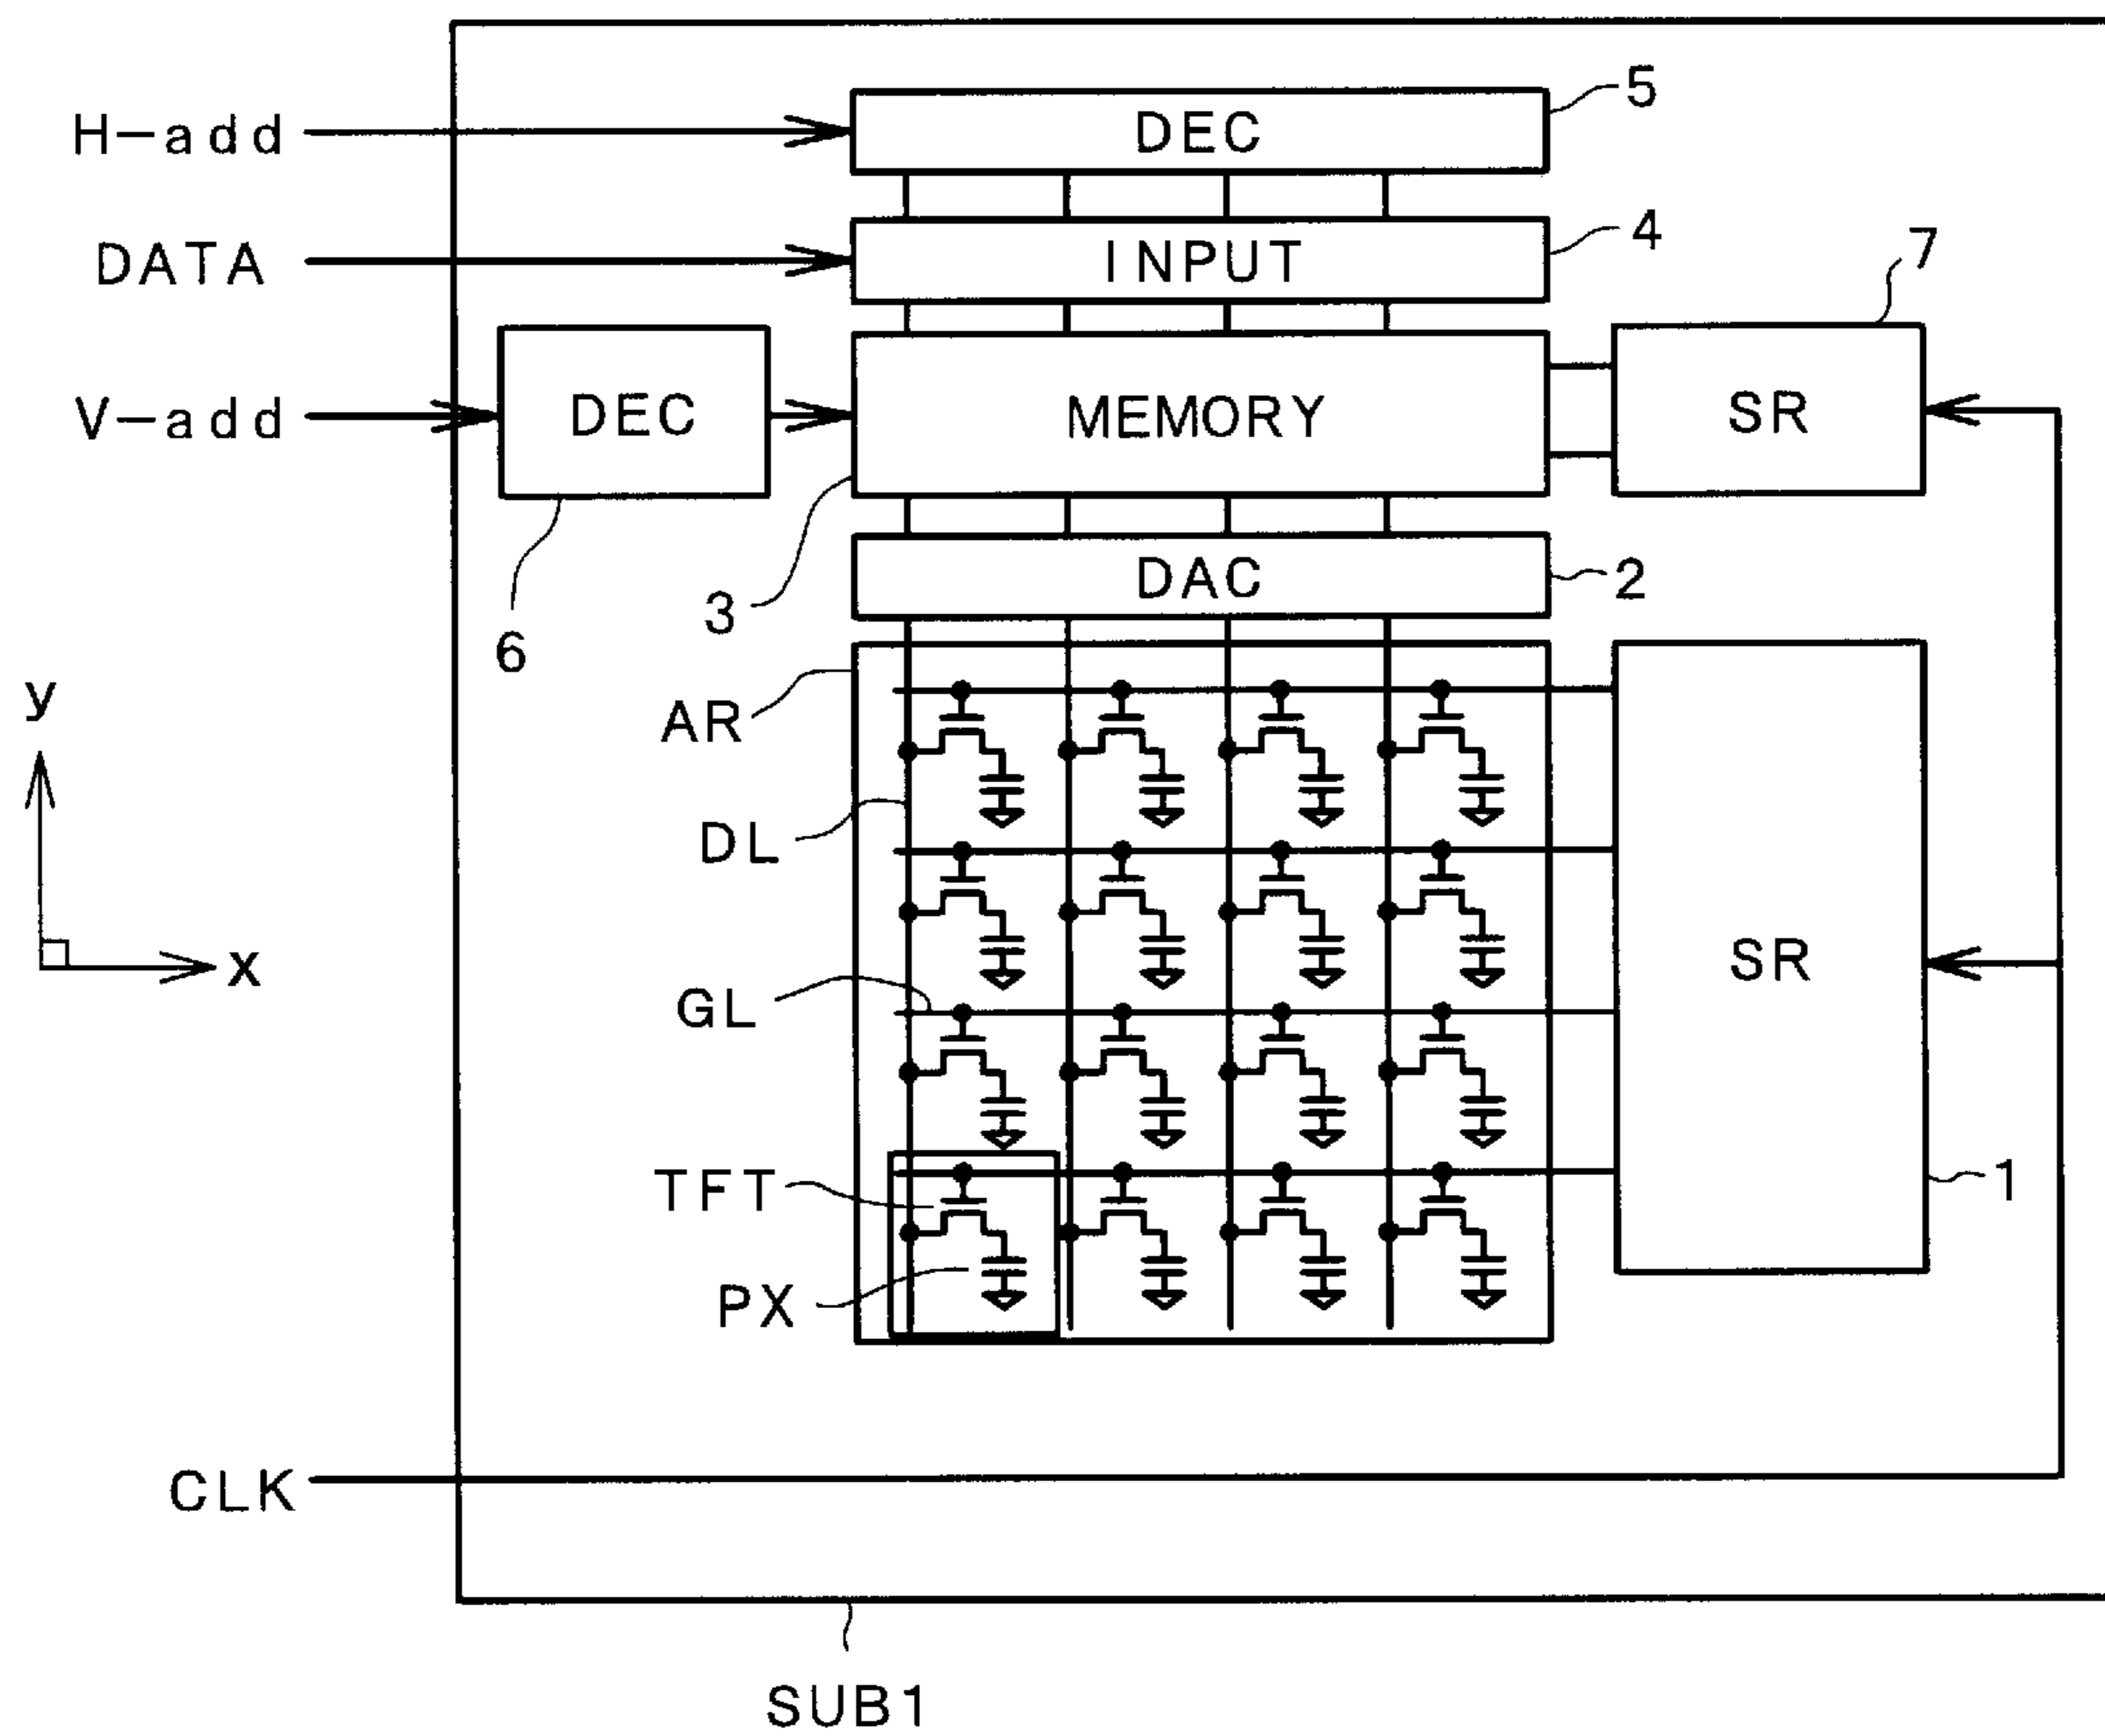 5
H-add
DEC
4
DATA
INPUT
7
V-add
DEC
MEMORY
SR
DAC
2
3
6
y
AR
DL
x
SR
GL
TFT
1
PX
CLK
SUB1